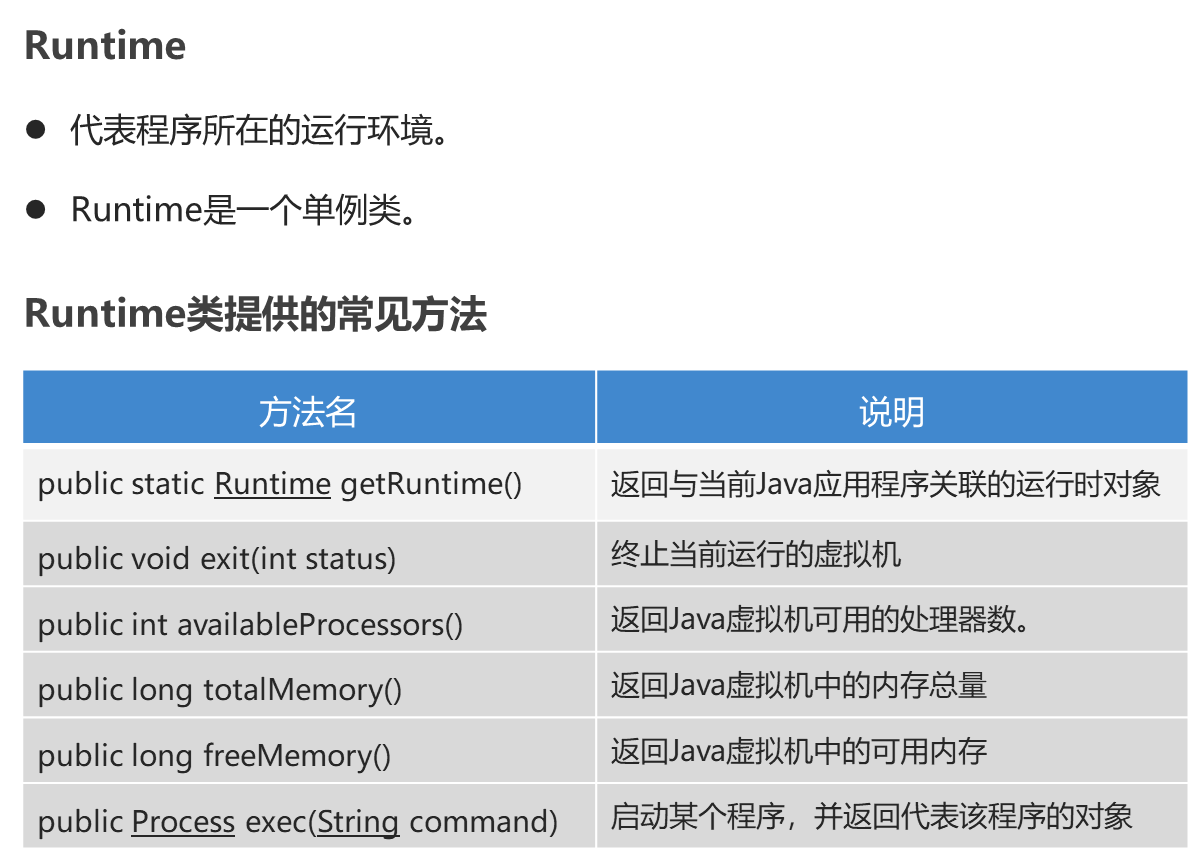 Runtime
● 代表程序所在的运行环境。
● Runtime是一个单例类。
Runtime类提供的常见方法
方法名 说明
public static Runtime getRuntime() 返回与当前Java应用程序关联的运行时对象
public void exit(int status) 终止当前运行的虚拟机
public int availableProcessors() 返回Java虚拟机可用的处理器数。
public long totalMemory() 返回Java虚拟机中的内存总量
public long freeMemory() 返回Java虚拟机中的可用内存
public Process exec(String command) 启动某个程序，并返回代表该程序的对象